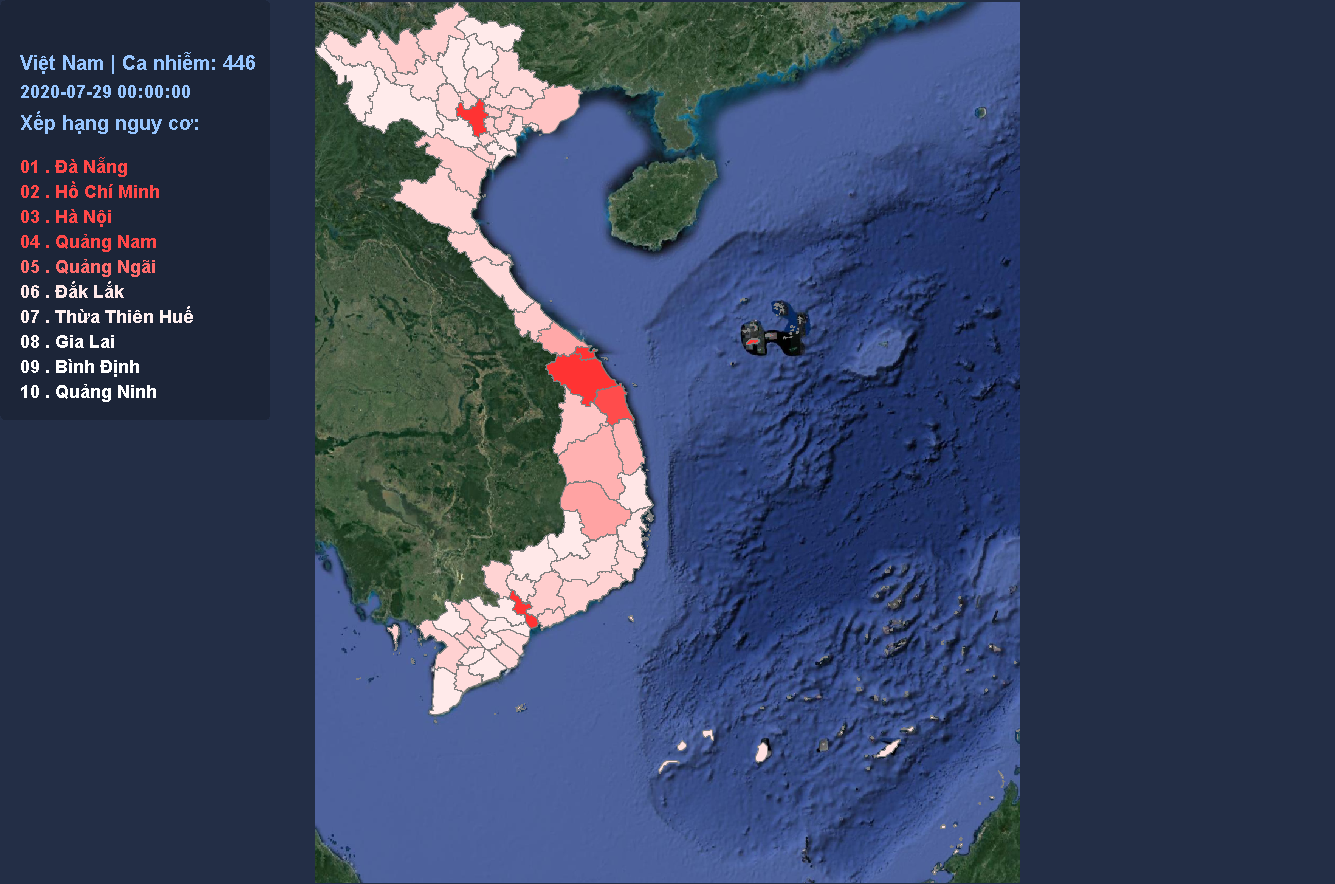 Việt Nam | Ca nhiễm: 446
2020-07-29 00:00:00
Xếp hạng nguy cơ:
01 . Đà Nẵng
02 . Hồ Chí Minh
03 . Hà Nội
04 . Quảng Nam
05 . Quảng Ngãi
06 . Đắk Lắk
07 . Thừa Thiên Huế
08 . Gia Lai
09 . Bình Định
10 . Quảng Ninh